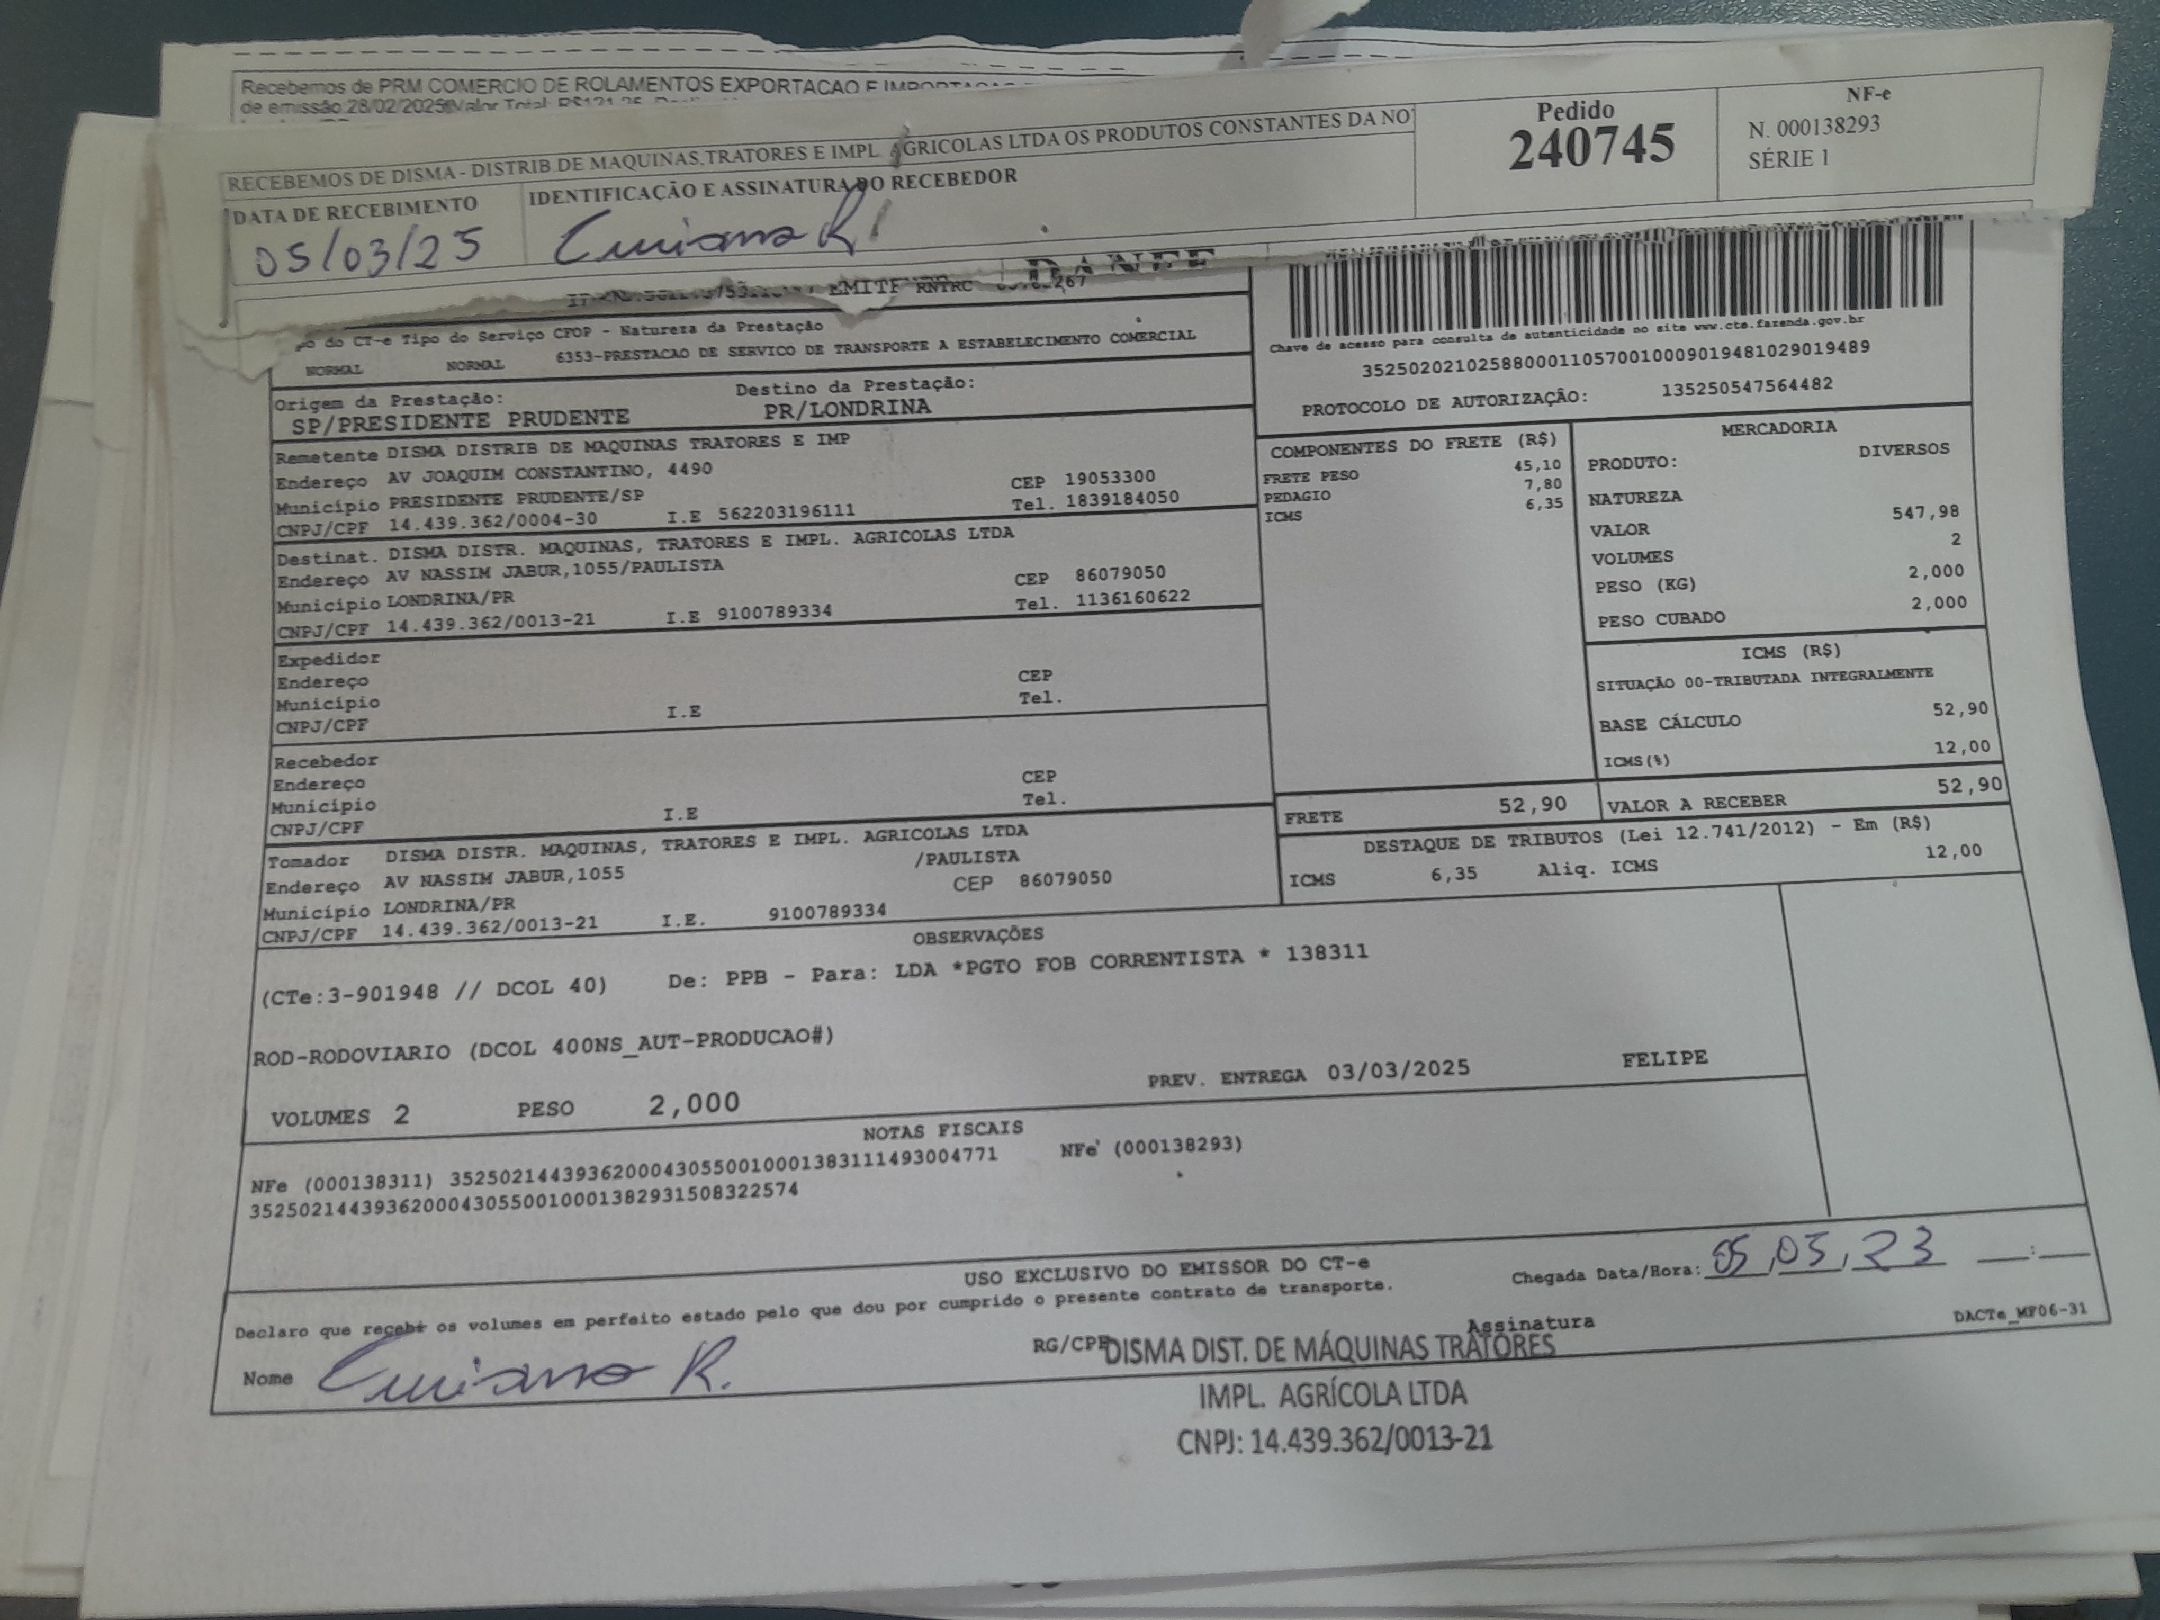 Recebemos de PRM COMERCIO DE ROLAMENTOS EXPORTACAO E IMPORTACAO
de emissão:28/02/2025 Valor Total: R$121,25
RECEBEMOS DE DISMA - DISTRIB DE MAQUINAS,TRATORES E IMPL AGRICOLAS LTDA OS PRODUTOS CONSTANTES DA NO
Pedido
240745
NF-e
N. 000138293
SÉRIE 1
DATA DE RECEBIMENTO
05/03/25
IDENTIFICAÇÃO E ASSINATURA DO RECEBEDOR
Luciano R
DANFE
RNTRC
po do CT-e Tipo do Serviço CFOP - Natureza da Prestação
NORMAL NORMAL 6353-PRESTACAO DE SERVICO DE TRANSPORTE A ESTABELECIMENTO COMERCIAL
Chave de acesso para consulta de autenticidade no site www.cte.fazenda.gov.br
35250202102588000110570010009019481029019489
PROTOCOLO DE AUTORIZAÇÃO: 135250547564482
Origem da Prestação: Destino da Prestação:
SP/PRESIDENTE PRUDENTE PR/LONDRINA
Remetente DISMA DISTRIB DE MAQUINAS TRATORES E IMP
Endereço AV JOAQUIM CONSTANTINO, 4490 CEP 19053300
Município PRESIDENTE PRUDENTE/SP Tel. 1839184050
CNPJ/CPF 14.439.362/0004-30 I.E 562203196111
Destinat. DISMA DISTR. MAQUINAS, TRATORES E IMPL. AGRICOLAS LTDA
Endereço AV NASSIM JABUR,1055/PAULISTA CEP 86079050
Município LONDRINA/PR Tel. 1136160622
CNPJ/CPF 14.439.362/0013-21 I.E 9100789334
Expedidor
Endereço CEP
Município Tel.
CNPJ/CPF I.E
Recebedor
Endereço CEP
Município Tel.
CNPJ/CPF I.E
Tomador DISMA DISTR. MAQUINAS, TRATORES E IMPL. AGRICOLAS LTDA
Endereço AV NASSIM JABUR,1055 /PAULISTA
Município LONDRINA/PR CEP 86079050
CNPJ/CPF 14.439.362/0013-21 I.E. 9100789334
COMPONENTES DO FRETE (R$)
FRETE PESO 45,10
PEDAGIO 7,80
ICMS 6,35
MERCADORIA
PRODUTO: DIVERSOS
NATUREZA
VALOR 547,98
VOLUMES 2
PESO (KG) 2,000
PESO CUBADO 2,000
ICMS (R$)
SITUAÇÃO 00-TRIBUTADA INTEGRALMENTE
BASE CÁLCULO 52,90
ICMS(%) 12,00
FRETE 52,90 VALOR A RECEBER 52,90
DESTAQUE DE TRIBUTOS (Lei 12.741/2012) - Em (R$)
ICMS 6,35 Aliq. ICMS 12,00
OBSERVAÇÕES
(CTe:3-901948 // DCOL 40) De: PPB - Para: LDA *PGTO FOB CORRENTISTA * 138311
ROD-RODOVIARIO (DCOL 400NS_AUT-PRODUCAO#)
VOLUMES 2 PESO 2,000 PREV. ENTREGA 03/03/2025 FELIPE
NOTAS FISCAIS
NFe (000138311) 35250214439362000430550010001383111493004771 NFe (000138293)
35250214439362000430550010001382931508322574
USO EXCLUSIVO DO EMISSOR DO CT-e
Declaro que recebi os volumes em perfeito estado pelo que dou por cumprido o presente contrato de transporte.
Chegada Data/Hora: 05,03,23 __:__
Nome Luciano R.
RG/CPF
Assinatura
DACTe_MF06-31
DISMA DIST. DE MÁQUINAS TRATORES
IMPL. AGRÍCOLA LTDA
CNPJ: 14.439.362/0013-21